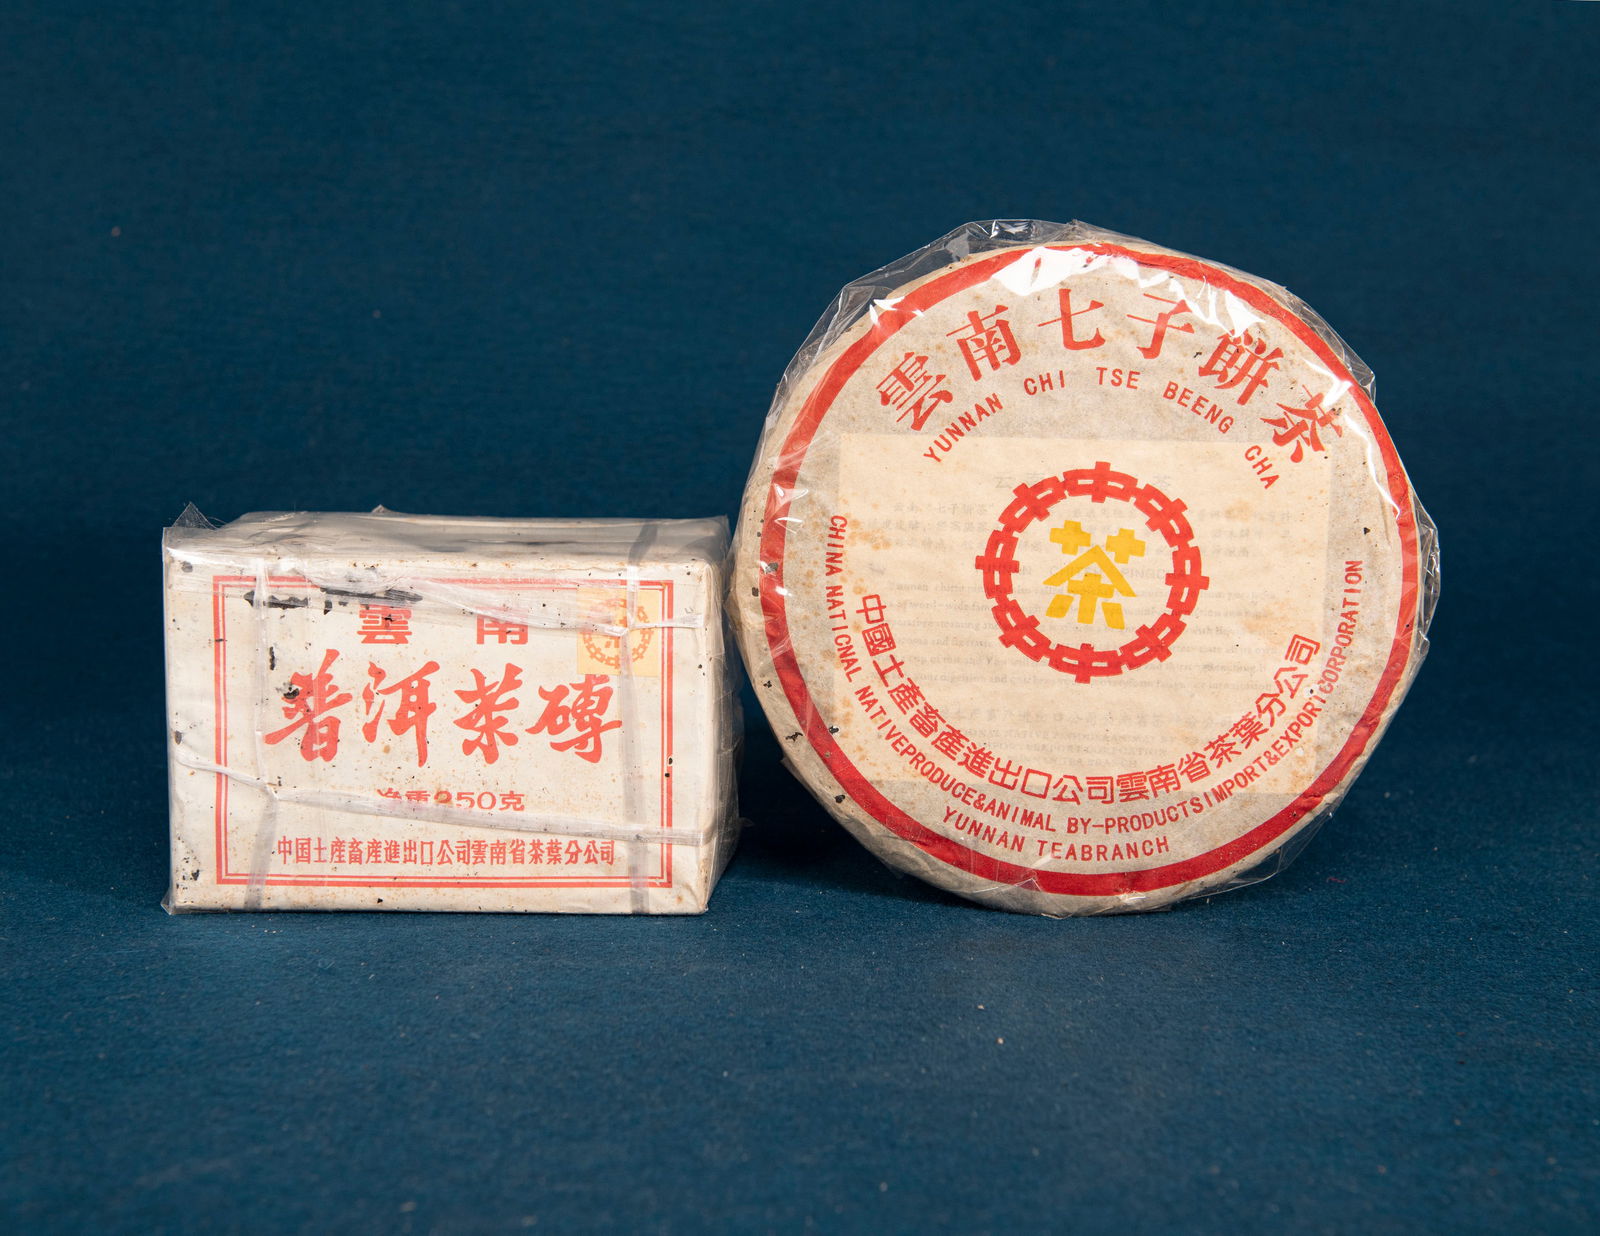 雲南
普洱茶磚
净重250克
中国土産畜産進出口公司雲南省茶葉分公司
雲南七子餅茶
YUNNAN CHI TSE BEENG CHA
茶
中國土產畜產進出口公司雲南省茶葉分公司
CHINA NATIONAL NATIVEPRODUCE&ANIMAL BY-PRODUCTSIMPORT&EXPORTCORPORATION
YUNNAN TEABRANCH